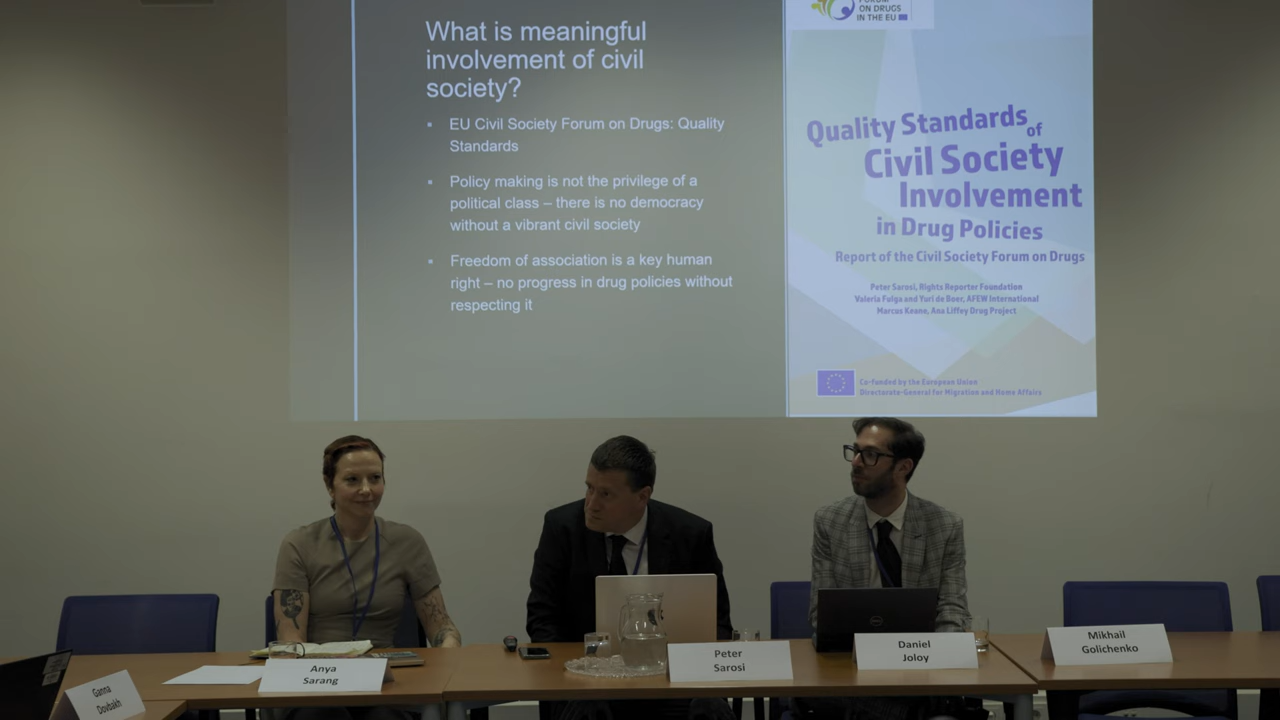 What is meaningful
involvement of civil
society?
▪ EU Civil Society Forum on Drugs: Quality
Standards
▪ Policy making is not the privilege of a
political class – there is no democracy
without a vibrant civil society
▪ Freedom of association is a key human
right – no progress in drug policies without
respecting it
FORUM
ON DRUGS
IN THE EU
Quality Standards of
Civil Society
Involvement
in Drug Policies
Report of the Civil Society Forum on Drugs
Peter Sarosi, Rights Reporter Foundation
Valeria Fulga and Yuri de Boer, AFEW International
Marcus Keane, Ana Liffey Drug Project
Co-funded by the European Union
Directorate-General for Migration and Home Affairs
Ganna
Dovbakh
Anya
Sarang
Peter
Sarosi
Daniel
Joloy
Mikhail
Golichenko
DELL